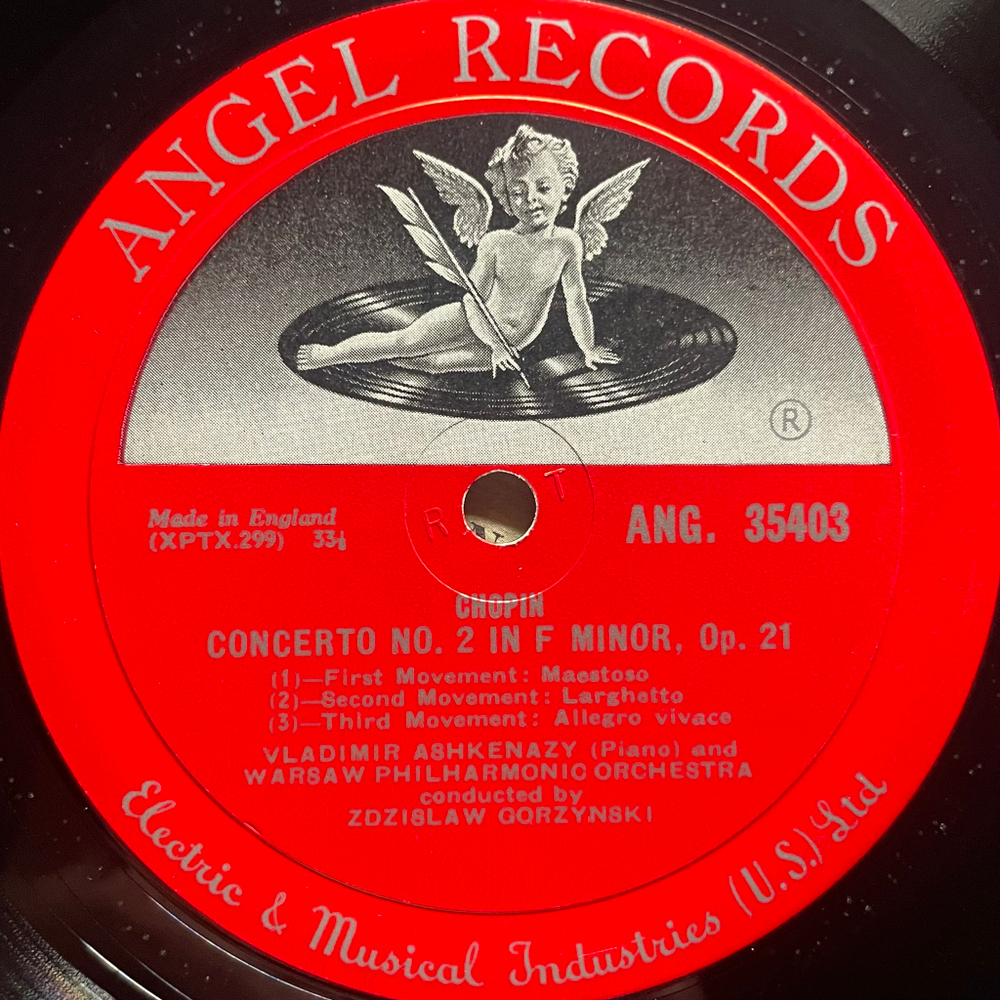 ANGEL RECORDS
®
Made in England
(XPTX.299) 33⅓
R T
ANG. 35403
CHOPIN
CONCERTO NO. 2 IN F MINOR, Op. 21
(1)—First Movement: Maestoso
(2)—Second Movement: Larghetto
(3)—Third Movement: Allegro vivace
VLADIMIR ASHKENAZY (Piano) and
WARSAW PHILHARMONIC ORCHESTRA
conducted by
ZDZISLAW GORZYNSKI
Electric & Musical Industries (U.S.) Ltd